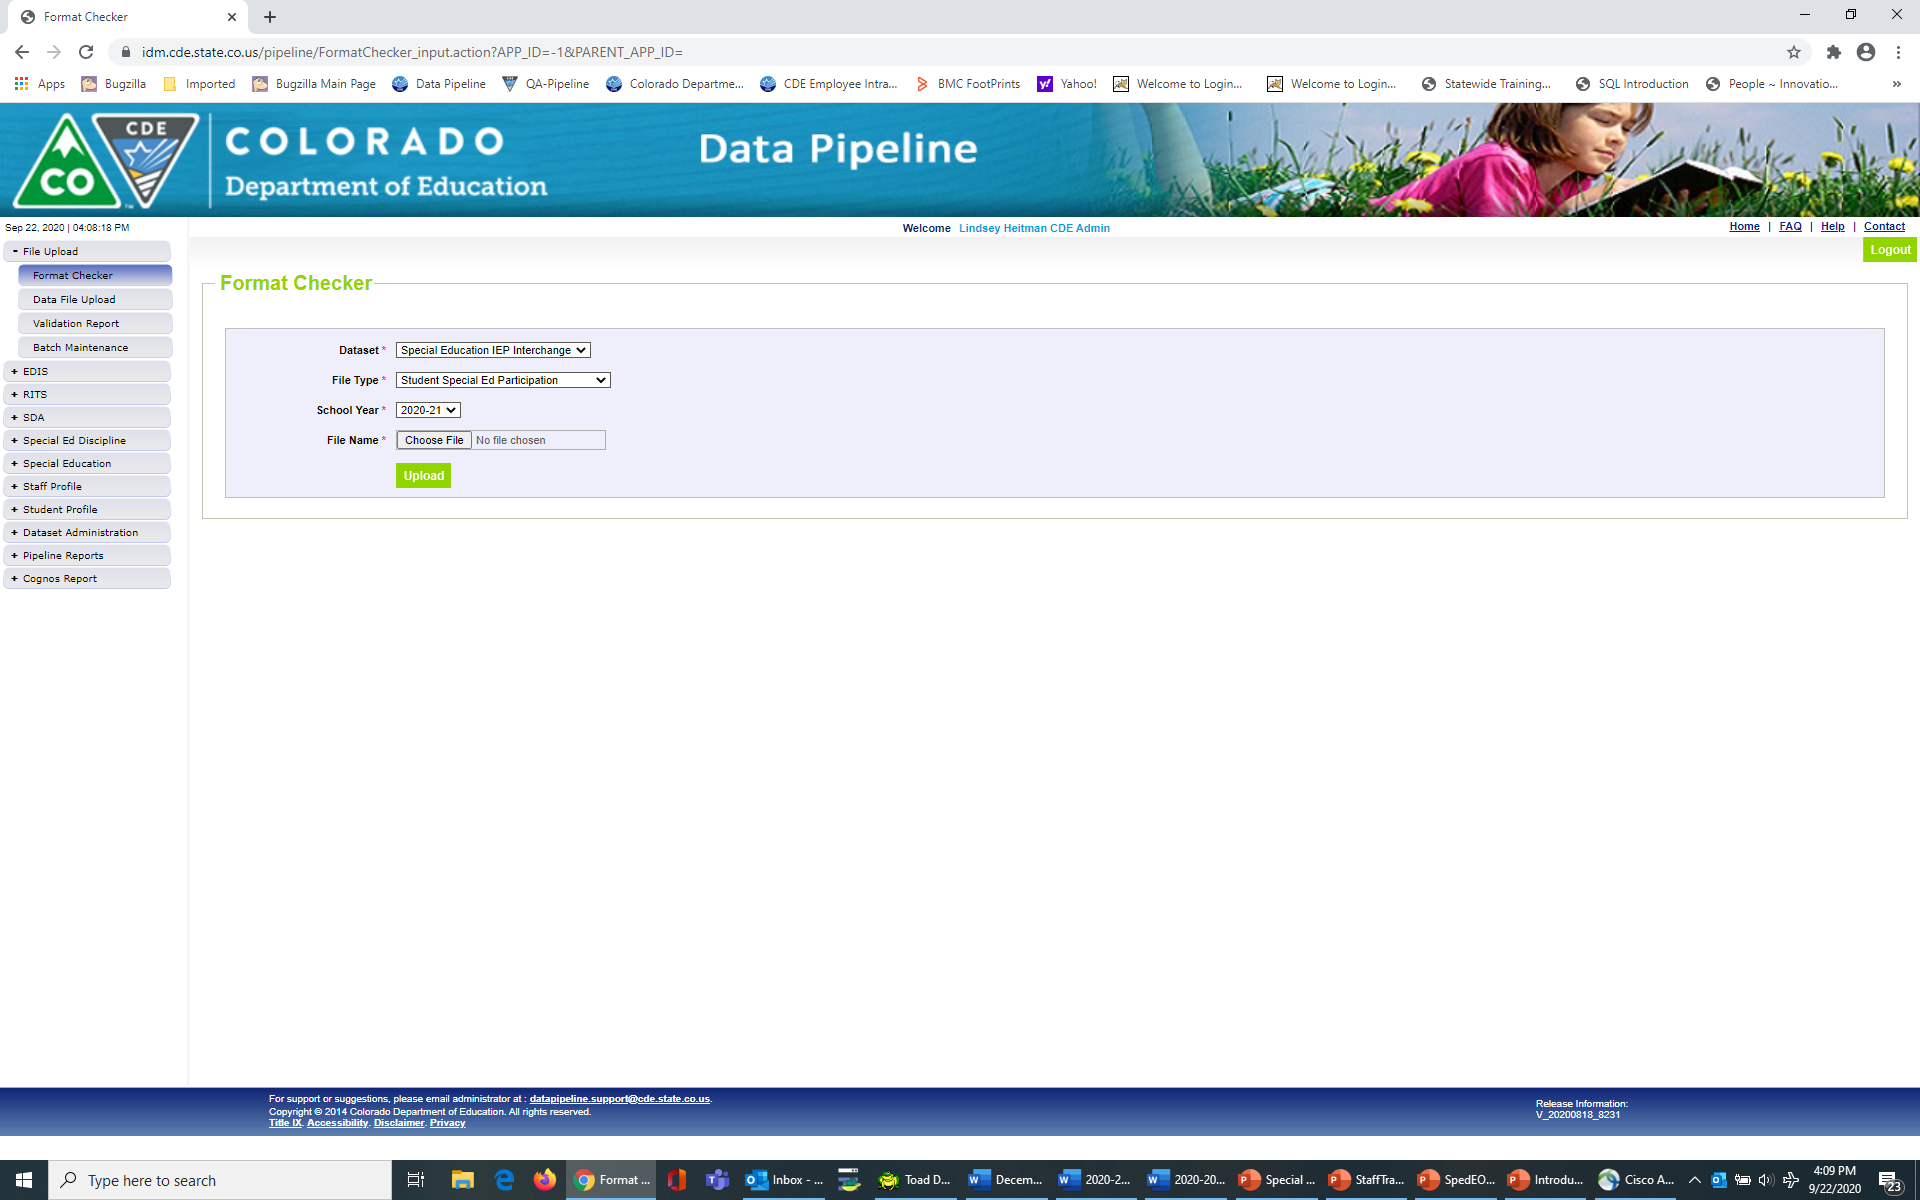 Format Checker
idm.cde.state.co.us/pipeline/FormatChecker_input.action?APP_ID=-1&PARENT_APP_ID=
Apps Bugzilla Imported Bugzilla Main Page Data Pipeline QA-Pipeline Colorado Departme... CDE Employee Intra... BMC FootPrints Yahoo! Welcome to Login... Welcome to Login... Statewide Training... SQL Introduction People ~ Innovatio... »
CDE
CO
COLORADO
Department of Education
TM
Data Pipeline
Sep 22, 2020 | 04:08:18 PM
Welcome Lindsey Heitman CDE Admin
Home | FAQ | Help | Contact
Logout
- File Upload
Format Checker
Data File Upload
Validation Report
Batch Maintenance
+ EDIS
+ RITS
+ SDA
+ Special Ed Discipline
+ Special Education
+ Staff Profile
+ Student Profile
+ Dataset Administration
+ Pipeline Reports
+ Cognos Report
Format Checker
Dataset * Special Education IEP Interchange
File Type * Student Special Ed Participation
School Year * 2020-21
File Name * Choose File No file chosen
Upload
For support or suggestions, please email administrator at : datapipeline.support@cde.state.co.us.
Copyright © 2014 Colorado Department of Education. All rights reserved.
Title IX. Accessibility. Disclaimer. Privacy
Release Information:
V_20200818_8231
Type here to search
Format ...
Inbox - ...
Toad D...
Decem...
2020-2...
2020-20...
Special ...
StaffTra...
SpedEO...
Introdu...
Cisco A...
4:09 PM
9/22/2020
23